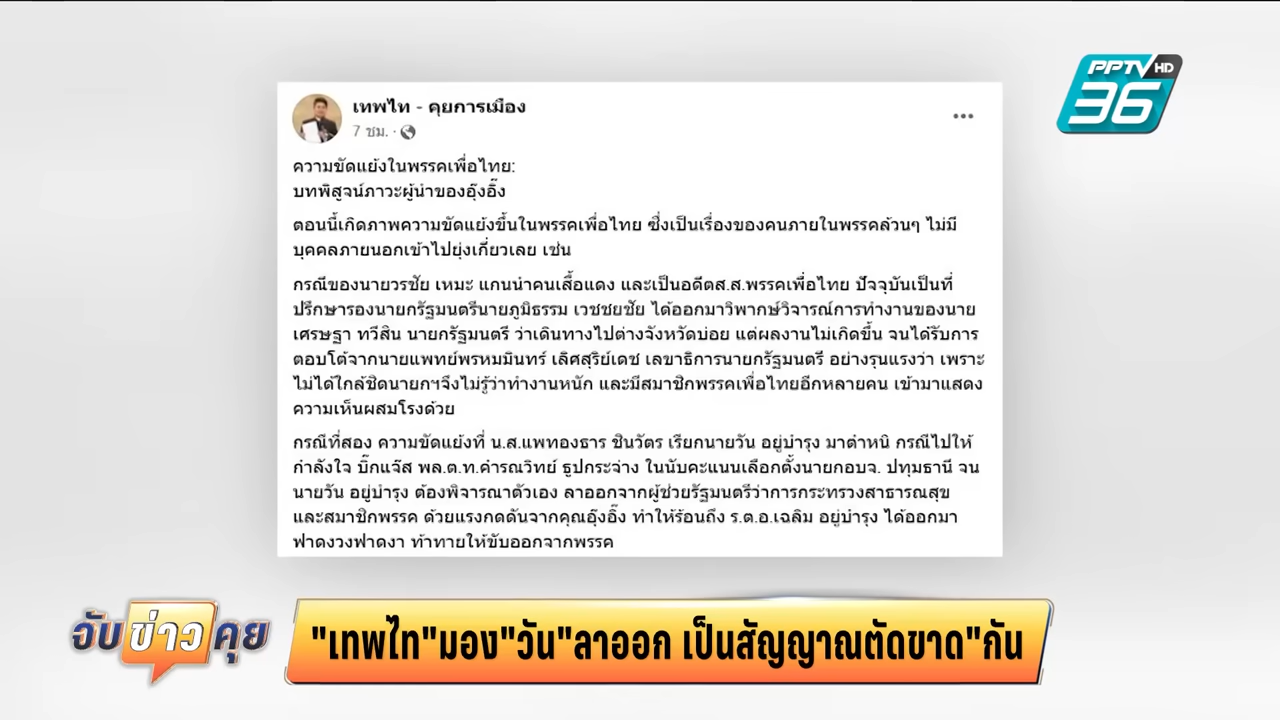 PPTV HD
36
เทพไท - คุยการเมือง
7 ชม.
ความขัดแย้งในพรรคเพื่อไทย:
บทพิสูจน์ภาวะผู้นำของอุ๊งอิ๊ง
ตอนนี้เกิดภาพความขัดแย้งขึ้นในพรรคเพื่อไทย ซึ่งเป็นเรื่องของคนภายในพรรคล้วนๆ ไม่มี
บุคคลภายนอกเข้าไปยุ่งเกี่ยวเลย เช่น
กรณีของนายวรชัย เหมะ แกนนำคนเสื้อแดง และเป็นอดีตส.ส.พรรคเพื่อไทย ปัจจุบันเป็นที่
ปรึกษารองนายกรัฐมนตรีนายภูมิธรรม เวชยชัย ได้ออกมาวิพากษ์วิจารณ์การทำงานของนาย
เศรษฐา ทวีสิน นายกรัฐมนตรี ว่าเดินทางไปต่างจังหวัดบ่อย แต่ผลงานไม่เกิดขึ้น จนได้รับการ
ตอบโต้จากนายแพทย์พรหมมินทร์ เลิศสุริย์เดช เลขาธิการนายกรัฐมนตรี อย่างรุนแรงว่า เพราะ
ไม่ได้ใกล้ชิดนายกฯจึงไม่รู้ว่าทำงานหนัก และมีสมาชิกพรรคเพื่อไทยอีกหลายคน เข้ามาแสดง
ความเห็นผสมโรงด้วย
กรณีที่สอง ความขัดแย้งที่ น.ส.แพทองธาร ชินวัตร เรียกนายวัน อยู่บำรุง มาตำหนิ กรณีไปให้
กำลังใจ บิ๊กแจ๊ส พล.ต.ท.คำรณวิทย์ ธูปกระจ่าง ในนับคะแนนเลือกตั้งนายกอบจ. ปทุมธานี จน
นายวัน อยู่บำรุง ต้องพิจารณาตัวเอง ลาออกจากผู้ช่วยรัฐมนตรีว่าการกระทรวงสาธารณสุข
และสมาชิกพรรค ด้วยแรงกดดันจากคุณอุ๊งอิ๊ง ทำให้ร้อนถึง ร.ต.อ.เฉลิม อยู่บำรุง ได้ออกมา
ฟาดงวงฟาดงา ท้าทายให้ขับออกจากพรรค
จับข่าวคุย
"เทพไท"มอง"วัน"ลาออก เป็นสัญญาณตัดขาด"กัน